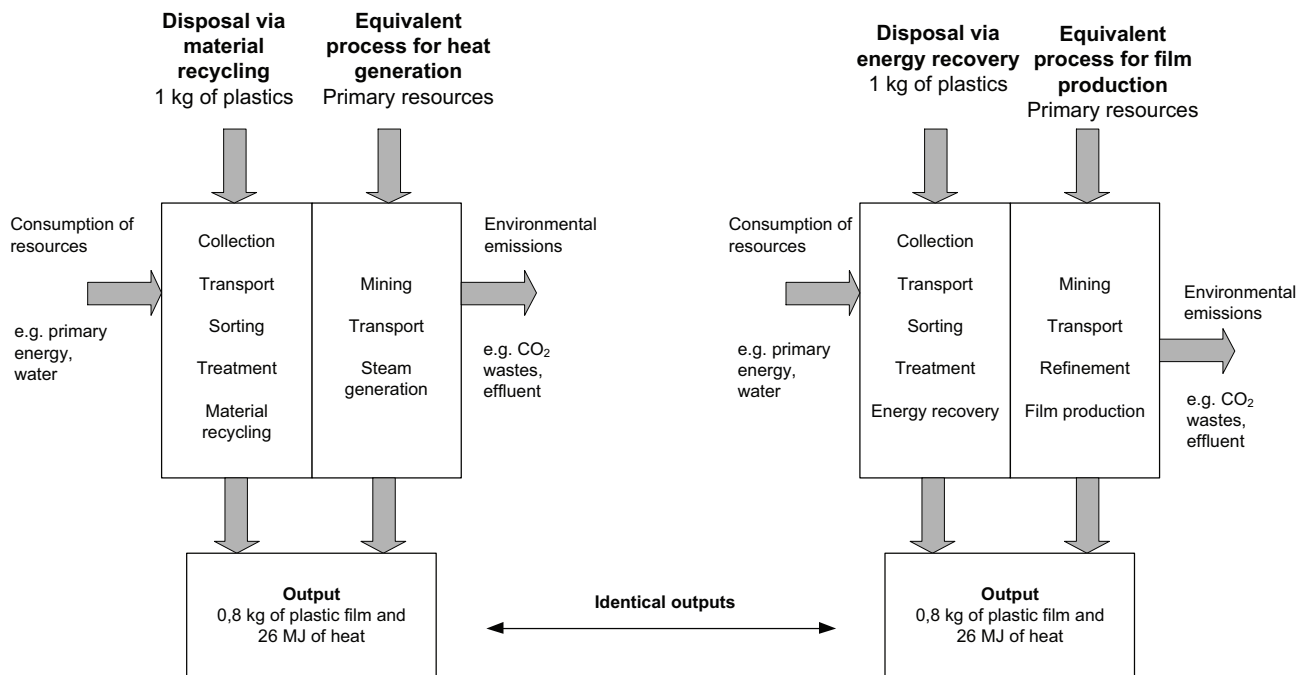 Disposal via
material
recycling
1 kg of plastics
Equivalent
process for heat
generation
Primary resources
Consumption of
resources
e.g. primary
energy,
water
Collection
Transport
Sorting
Treatment
Material
recycling
Mining
Transport
Steam
generation
Environmental
emissions
e.g. CO₂
wastes,
effluent
Output
0,8 kg of plastic film and
26 MJ of heat
Identical outputs
Disposal via
energy recovery
1 kg of plastics
Equivalent
process for film
production
Primary resources
Consumption of
resources
e.g. primary
energy,
water
Collection
Transport
Sorting
Treatment
Energy recovery
Mining
Transport
Refinement
Film production
Environmental
emissions
e.g. CO₂
wastes,
effluent
Output
0,8 kg of plastic film and
26 MJ of heat